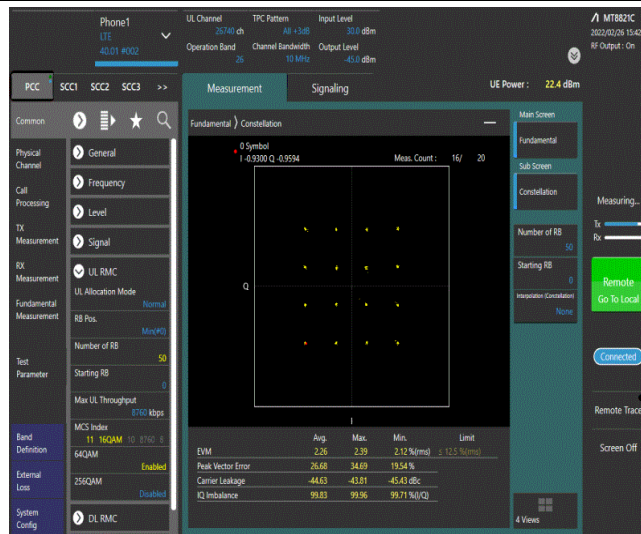 Phone1
LTE
40.01 #002
UL Channel
26740 ch
TPC Pattern
All +3dB
Input Level
30.0 dBm
Operation Band
26
Channel Bandwidth
10 MHz
Output Level
-45.0 dBm
MT8821C
2022/02/26 15:42
RF Output : On
PCC SCC1 SCC2 SCC3 >>
Measurement
Signaling
UE Power : 22.4 dBm
Common
Physical
Channel
Call
Processing
TX
Measurement
RX
Measurement
Fundamental
Measurement
Test
Parameter
Band
Definition
External
Loss
System
Config
General
Frequency
Level
Signal
UL RMC
UL Allocation Mode
Normal
RB Pos.
Min(#0)
Number of RB
50
Starting RB
0
Max UL Throughput
8760 kbps
MCS Index
11 16QAM 10 8760 8
64QAM
Enabled
256QAM
Disabled
DL RMC
Fundamental Constellation
0 Symbol
I -0.9300 Q -0.9594
Meas. Count : 16/ 20
Q
I
Avg. Max. Min. Limit
EVM 2.26 2.39 2.12 %(rms) ≤ 12.5 %(rms)
Peak Vector Error 26.68 34.69 19.54 %
Carrier Leakage -44.63 -43.81 -45.43 dBc
IQ Imbalance 99.83 99.96 99.71 %(I/Q)
Main Screen
Fundamental
Sub Screen
Constellation
Number of RB
50
Starting RB
0
Interpolation (Constellation)
None
4 Views
Measuring...
Tx
Rx
Remote
Go To Local
Connected
Remote Trace
Screen Off